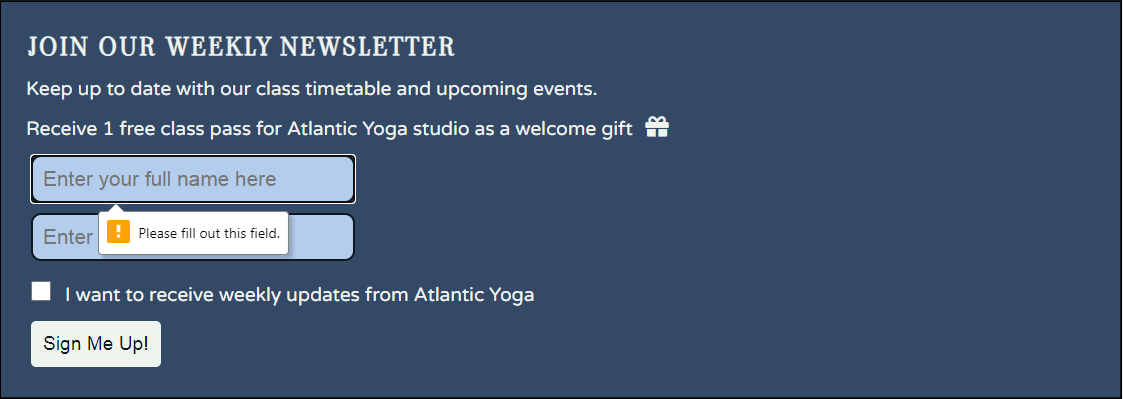 JOIN OUR WEEKLY NEWSLETTER
Keep up to date with our class timetable and upcoming events.
Receive 1 free class pass for Atlantic Yoga studio as a welcome gift
Enter your full name here
Please fill out this field.
Enter
I want to receive weekly updates from Atlantic Yoga
Sign Me Up!